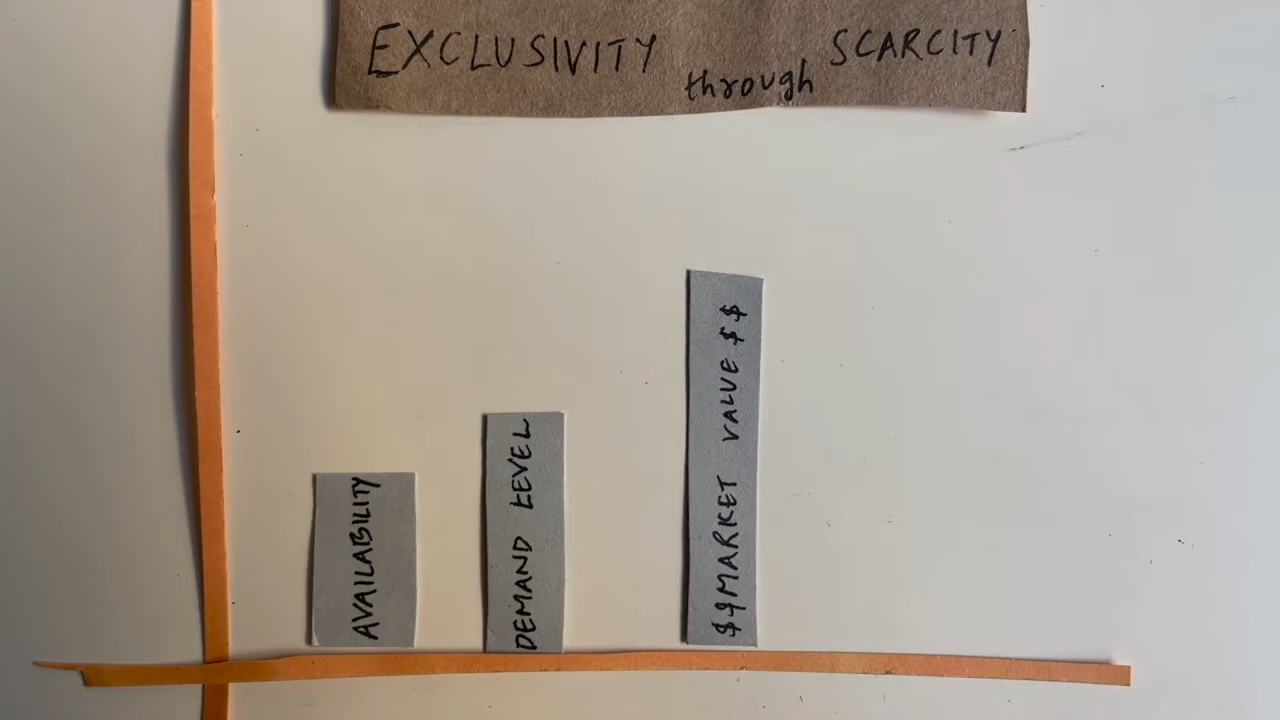 EXCLUSIVITY through SCARCITY
AVAILABILITY
DEMAND LEVEL
$$MARKET VALUE $$